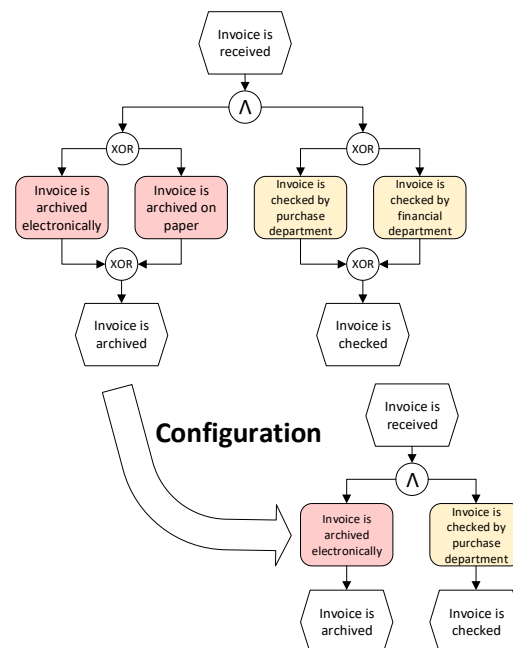 Invoice is
received
Λ
XOR
XOR
Invoice is
archived
electronically
Invoice is
archived on
paper
Invoice is
checked by
purchase
department
Invoice is
checked by
financial
department
XOR
XOR
Invoice is
archived
Invoice is
checked
Configuration
Invoice is
received
Λ
Invoice is
archived
electronically
Invoice is
checked by
purchase
department
Invoice is
archived
Invoice is
checked